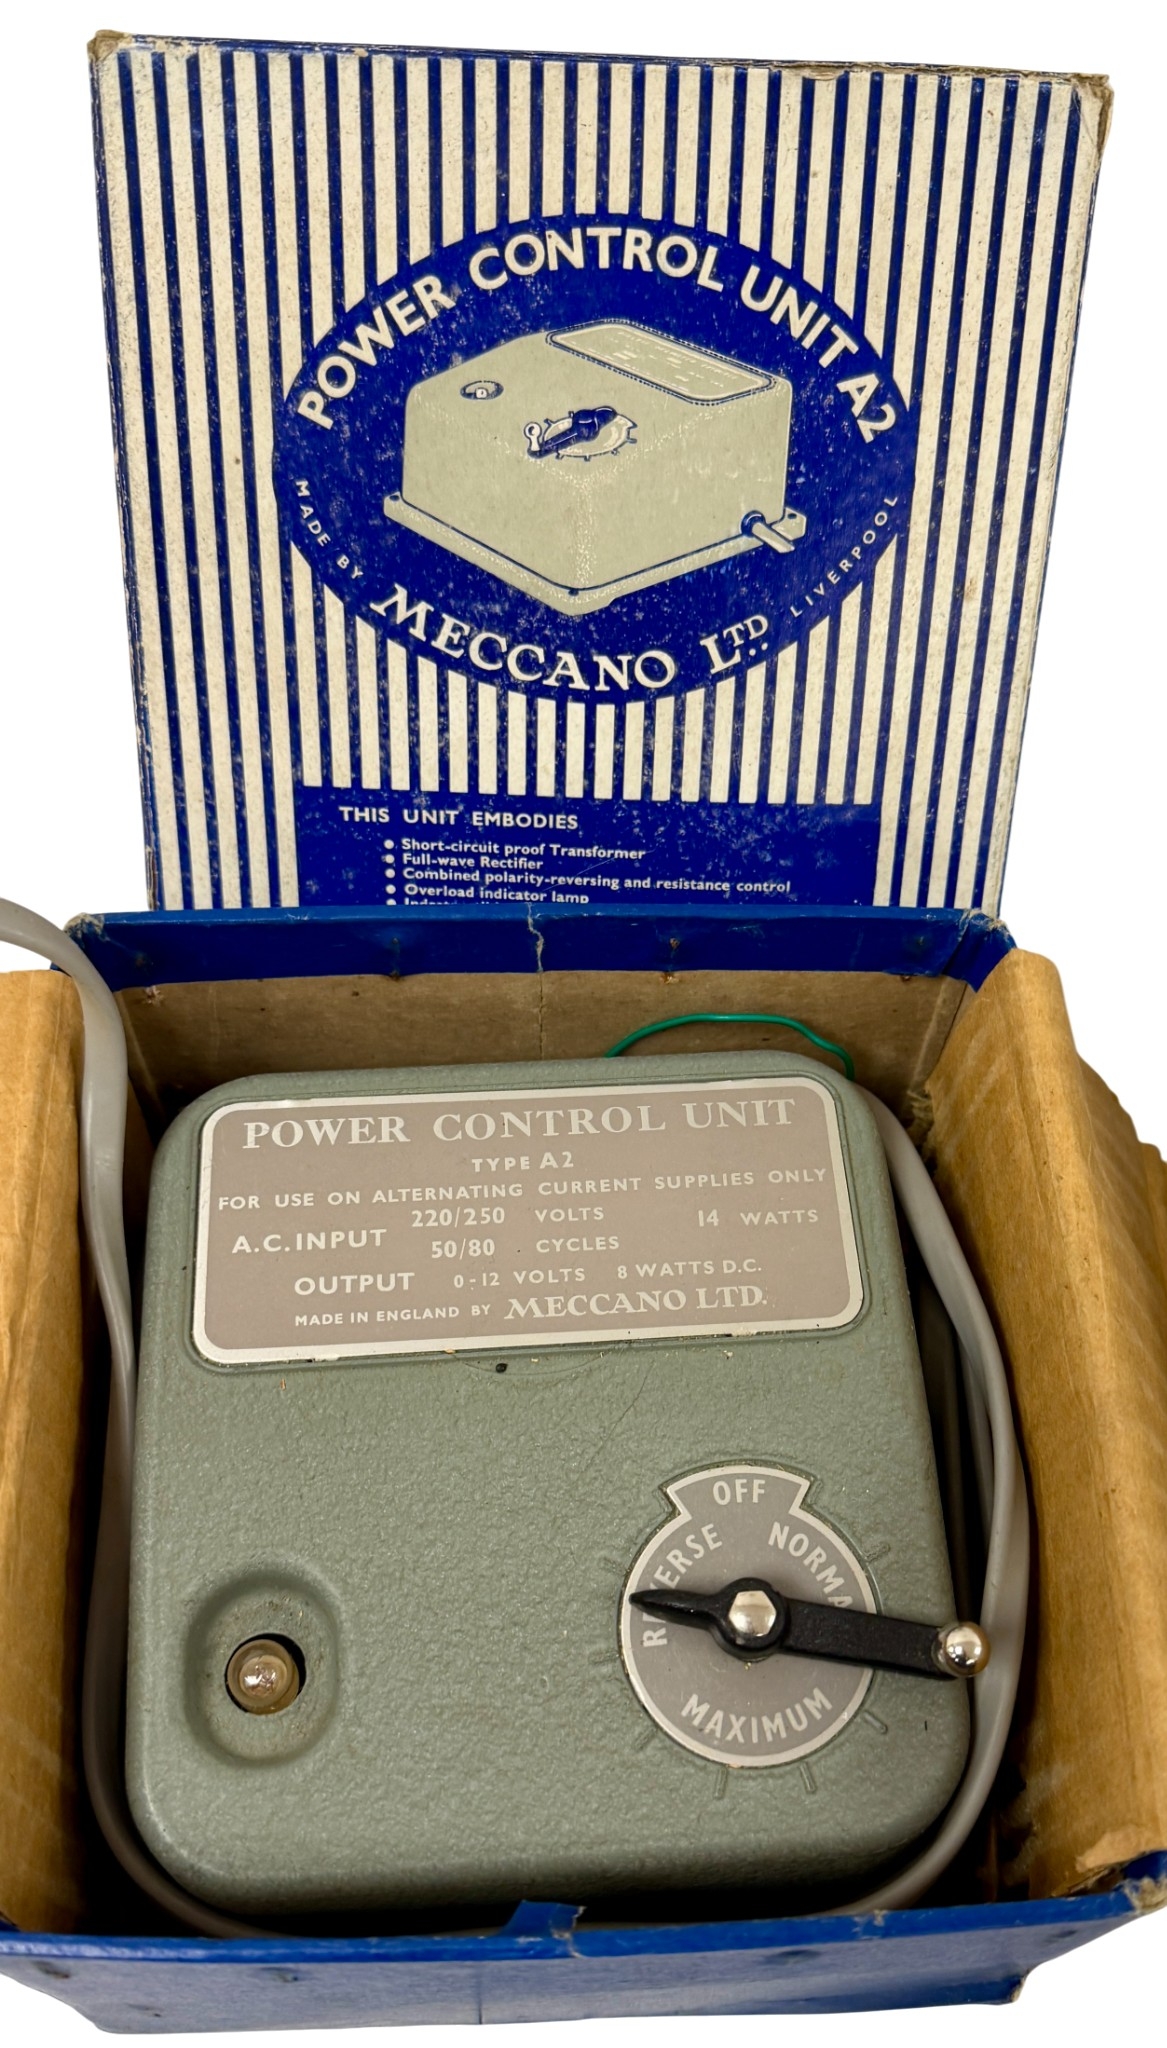 POWER CONTROL UNIT A2
MADE BY
MECCANO LTD.
LIVERPOOL
THIS UNIT EMBODIES
● Short-circuit proof Transformer
● Full-wave Rectifier
● Combined polarity-reversing and resistance control
● Overload indicator lamp
POWER CONTROL UNIT
TYPE A2
FOR USE ON ALTERNATING CURRENT SUPPLIES ONLY
A.C. INPUT 220/250 VOLTS 14 WATTS
50/80 CYCLES
OUTPUT 0-12 VOLTS 8 WATTS D.C.
MADE IN ENGLAND BY MECCANO LTD.
OFF
REVERSE
NORMA
MAXIMUM